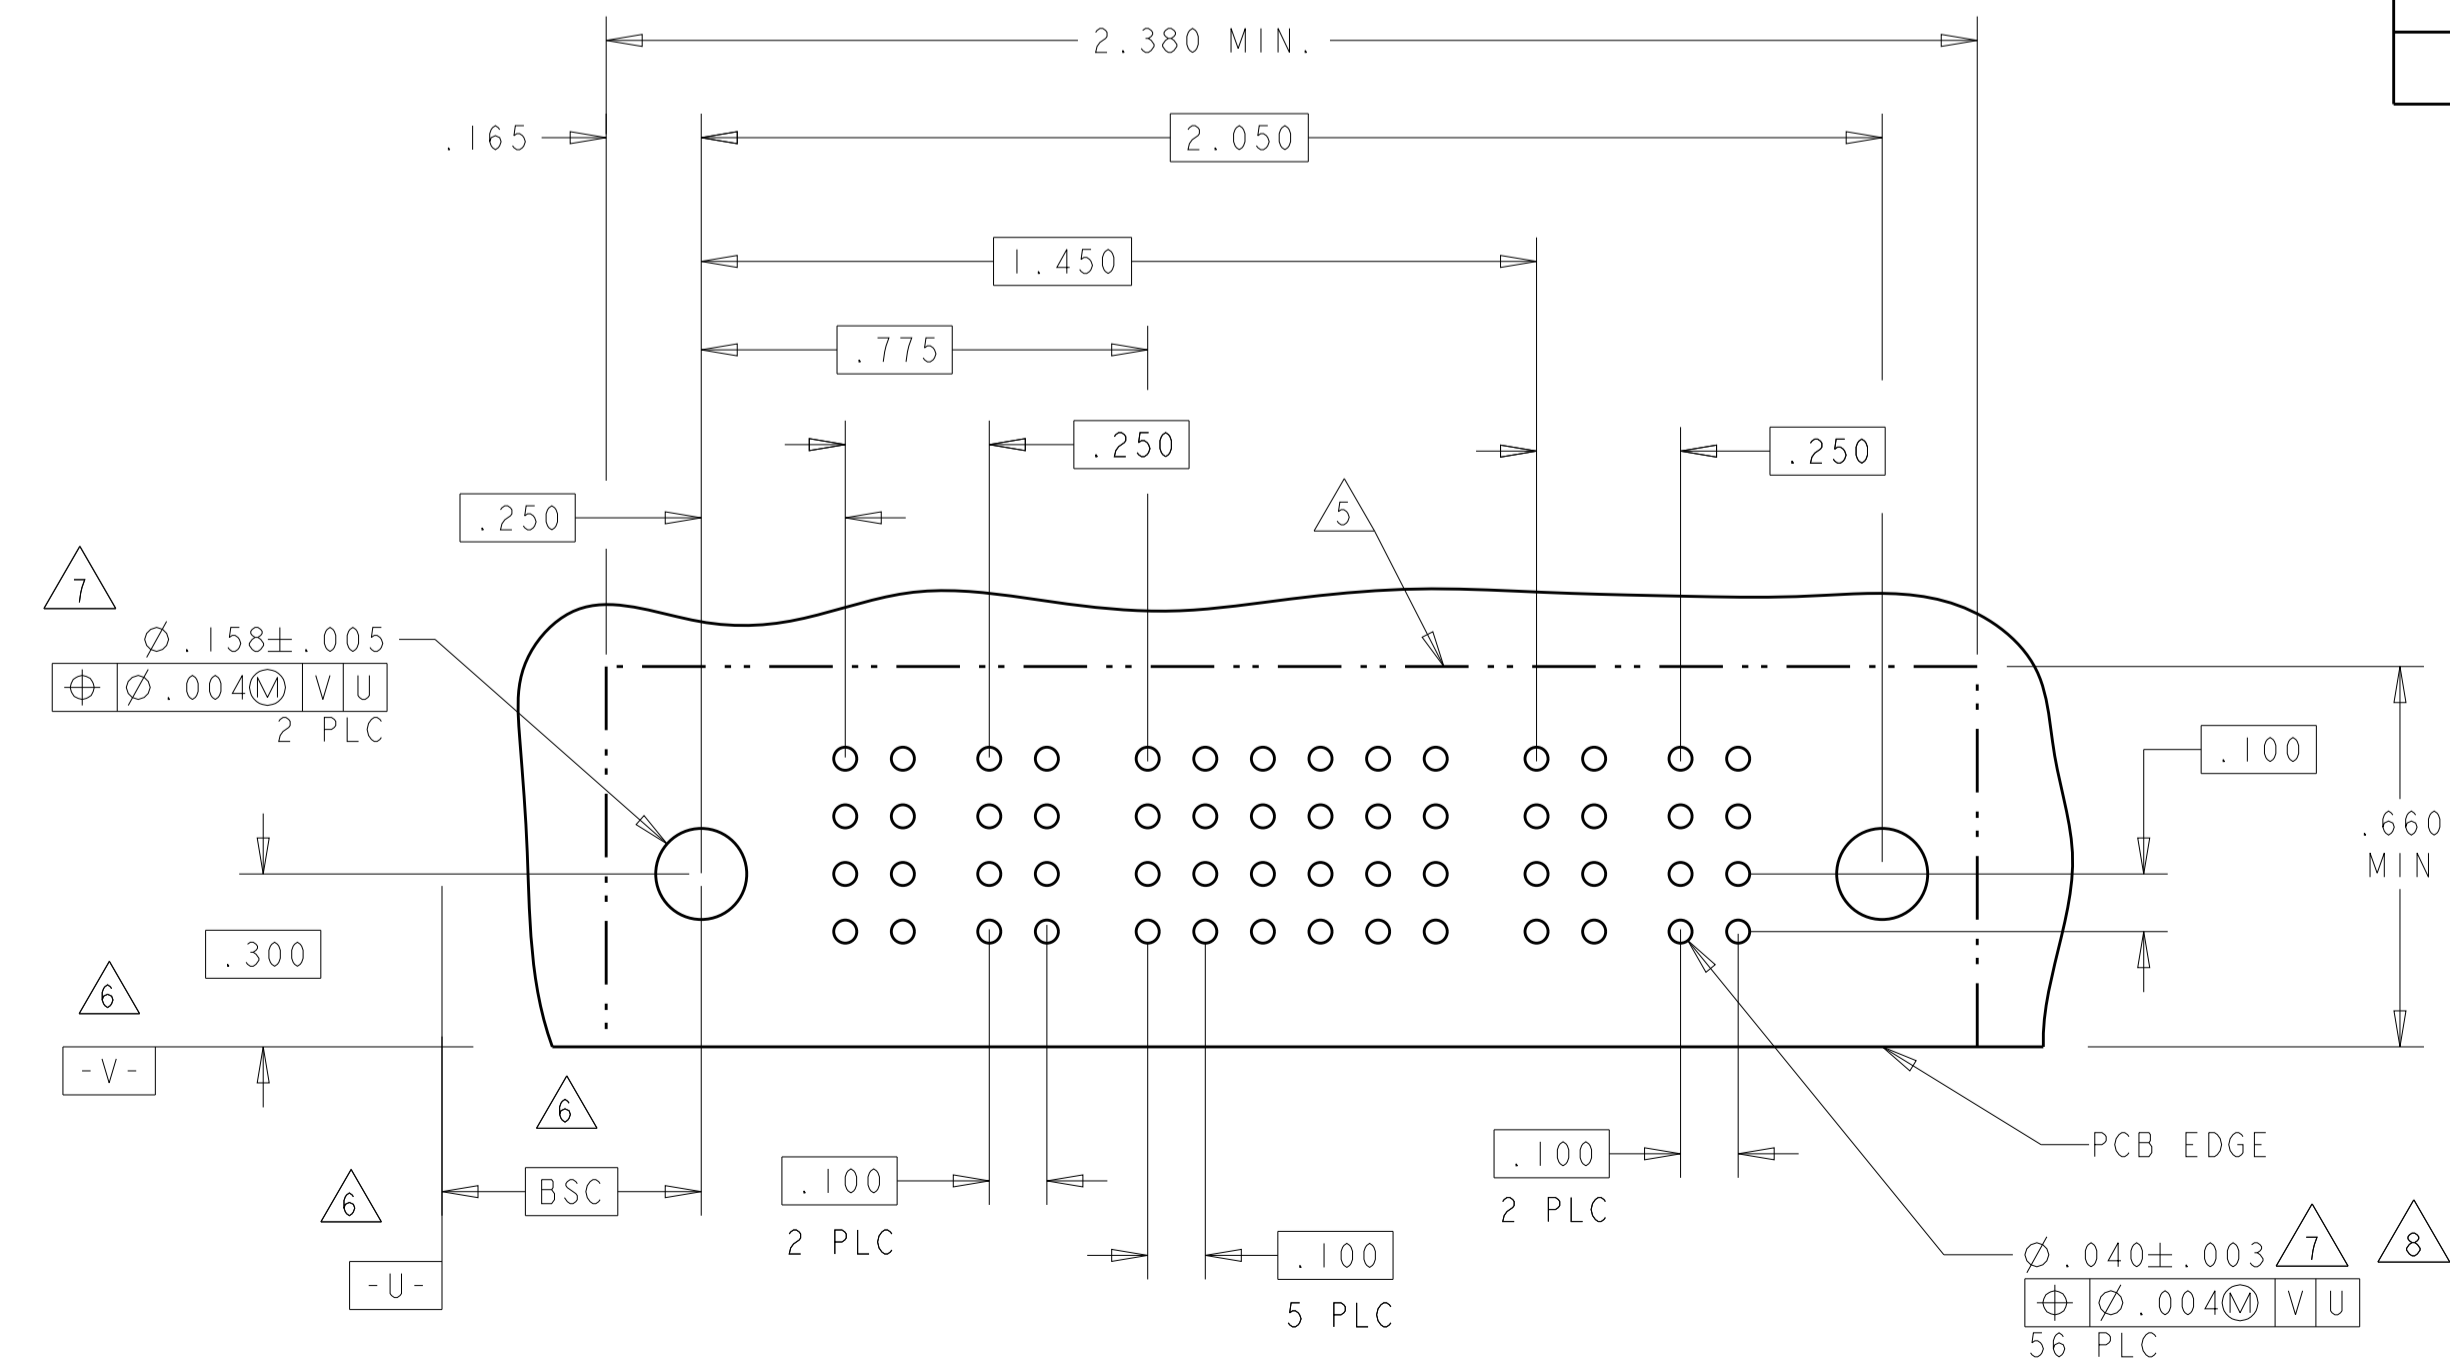 2.380 MIN.
.165
2.050
1.450
.775
.250
.250
.250
5
7
Ø.158±.005
⌖ Ø.004Ⓜ V U
2 PLC
.100
.660
MIN
.300
6
-V-
6
6
BSC
-U-
.100
2 PLC
.100
5 PLC
.100
2 PLC
PCB EDGE
Ø.040±.003 7 8
⌖ Ø.004Ⓜ V U
56 PLC